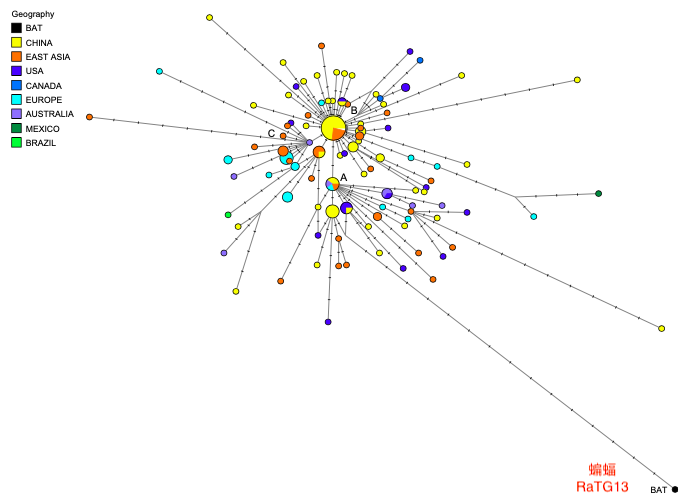 Geography
BAT
CHINA
EAST ASIA
USA
CANADA
EUROPE
AUSTRALIA
MEXICO
BRAZIL
B
C
A
蝙蝠
RaTG13
BAT